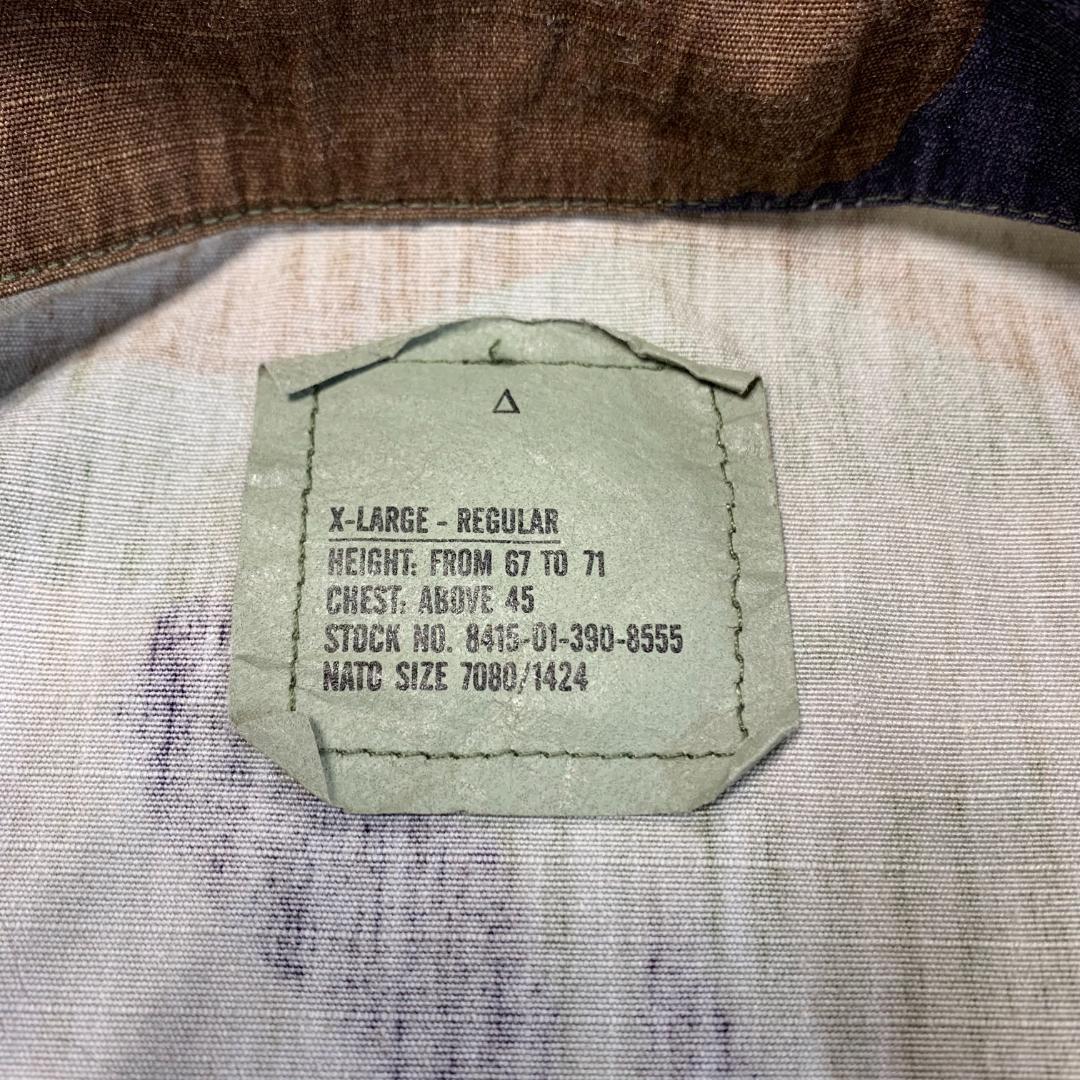 Δ
X-LARGE - REGULAR
HEIGHT: FROM 67 TO 71
CHEST: ABOVE 45
STOCK NO. 8415-01-390-8555
NATO SIZE 7080/1424